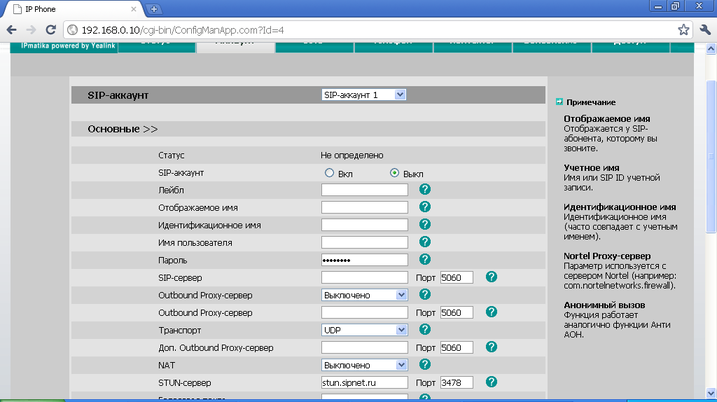 IP Phone
192.168.0.10/cgi-bin/ConfigManApp.com?Id=4
IPmatika powered by Yealink
SIP-аккаунт
SIP-аккаунт 1
Основные >>
Статус Не определено
SIP-аккаунт Вкл Выкл
Лейбл
Отображаемое имя
Идентификационное имя
Имя пользователя
Пароль ••••••••
SIP-сервер Порт 5060
Outbound Proxy-сервер Выключено
Outbound Proxy-сервер Порт 5060
Транспорт UDP
Доп. Outbound Proxy-сервер Порт 5060
NAT Выключено
STUN-сервер stun.sipnet.ru Порт 3478
Примечание
Отображаемое имя
Отображается у SIP-
абонента, которому вы
звоните.
Учетное имя
Имя или SIP ID учетной
записи.
Идентификационное имя
Идентификационное имя
(часто совпадает с учетным
именем).
Nortel Proxy-сервер
Параметр используется с
сервером Nortel (например:
com.nortelnetworks.firewall).
Анонимный вызов
Функция работает
аналогично функции Анти
АОН.